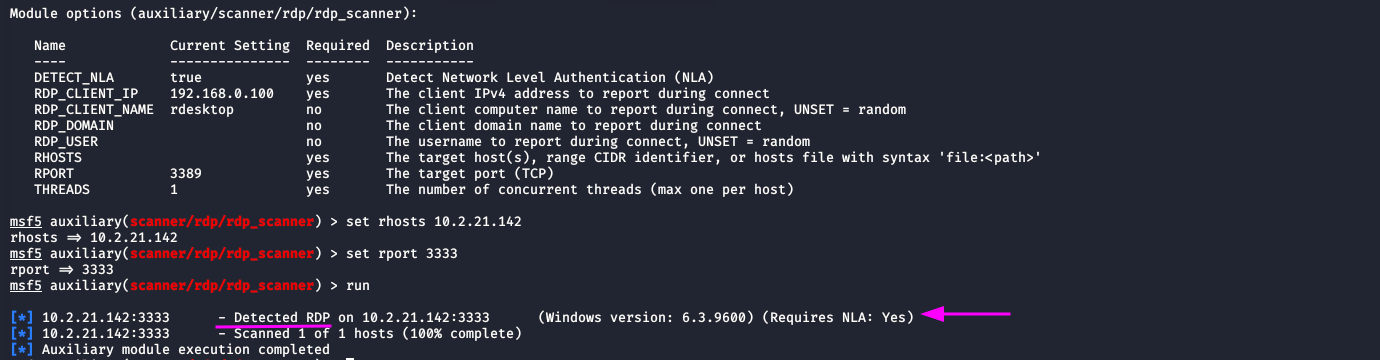 Module options (auxiliary/scanner/rdp/rdp_scanner):
Name Current Setting Required Description
---- --------------- -------- -----------
DETECT_NLA true yes Detect Network Level Authentication (NLA)
RDP_CLIENT_IP 192.168.0.100 yes The client IPv4 address to report during connect
RDP_CLIENT_NAME rdesktop no The client computer name to report during connect, UNSET = random
RDP_DOMAIN no The client domain name to report during connect
RDP_USER no The username to report during connect, UNSET = random
RHOSTS yes The target host(s), range CIDR identifier, or hosts file with syntax 'file:<path>'
RPORT 3389 yes The target port (TCP)
THREADS 1 yes The number of concurrent threads (max one per host)
msf5 auxiliary(scanner/rdp/rdp_scanner) > set rhosts 10.2.21.142
rhosts => 10.2.21.142
msf5 auxiliary(scanner/rdp/rdp_scanner) > set rport 3333
rport => 3333
msf5 auxiliary(scanner/rdp/rdp_scanner) > run
[*] 10.2.21.142:3333 - Detected RDP on 10.2.21.142:3333 (Windows version: 6.3.9600) (Requires NLA: Yes)
[*] 10.2.21.142:3333 - Scanned 1 of 1 hosts (100% complete)
[*] Auxiliary module execution completed